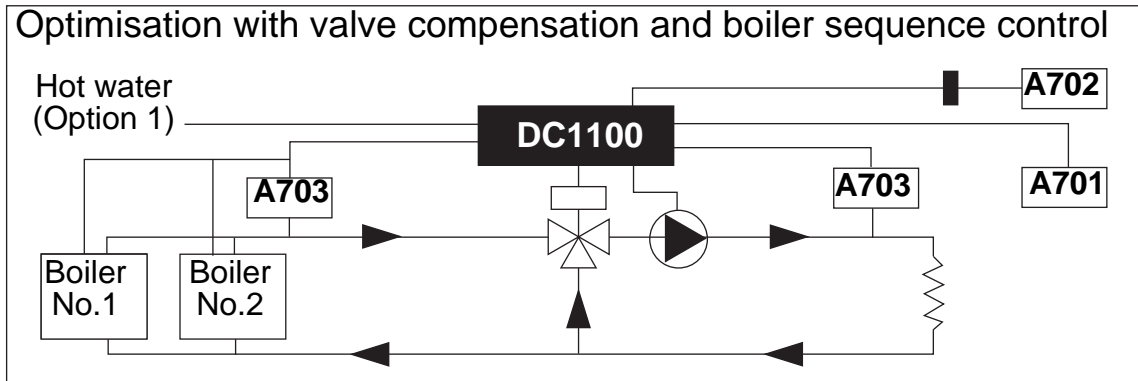 Optimisation with valve compensation and boiler sequence control
Hot water
(Option 1)
DC1100
A702
A703
A703
A701
Boiler
No.1
Boiler
No.2